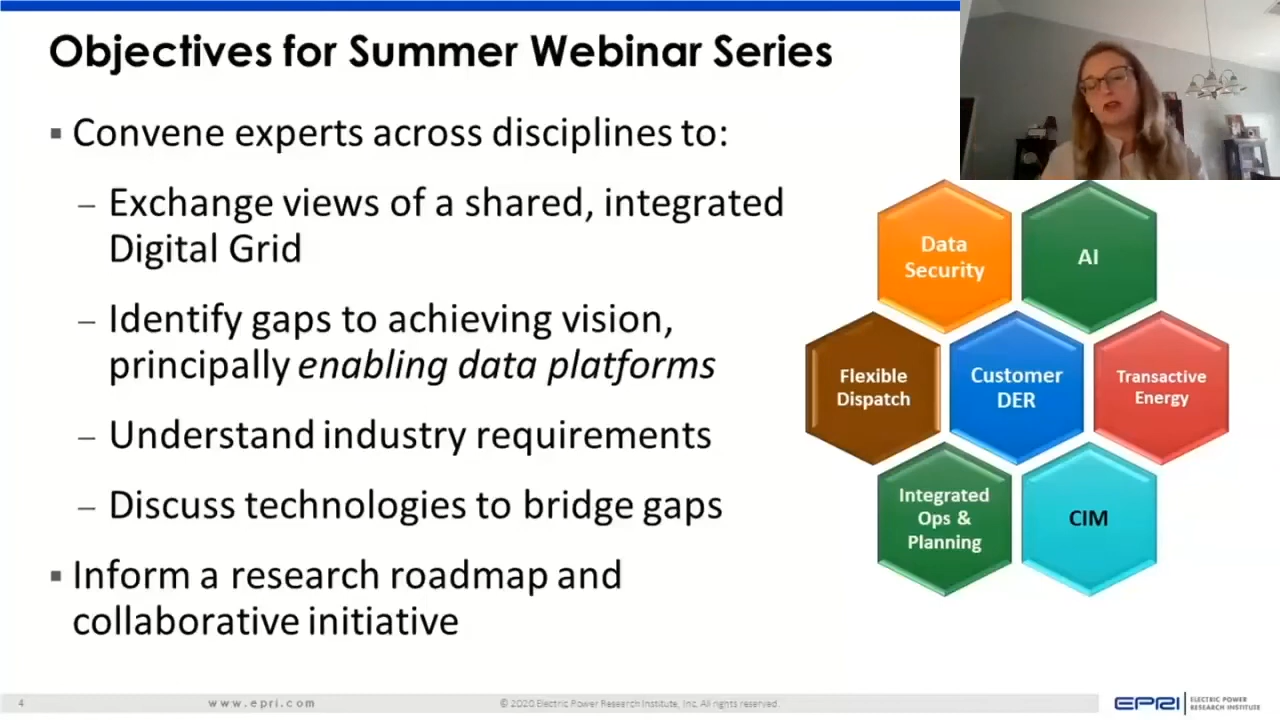 Objectives for Summer Webinar Series
▪ Convene experts across disciplines to:
– Exchange views of a shared, integrated
Digital Grid
– Identify gaps to achieving vision,
principally enabling data platforms
– Understand industry requirements
– Discuss technologies to bridge gaps
▪ Inform a research roadmap and
collaborative initiative
Data
Security
AI
Flexible
Dispatch
Customer
DER
Transactive
Energy
Integrated
Ops &
Planning
CIM
4
www.epri.com
© 2020 Electric Power Research Institute, Inc. All rights reserved.
EPRI
ELECTRIC POWER
RESEARCH INSTITUTE